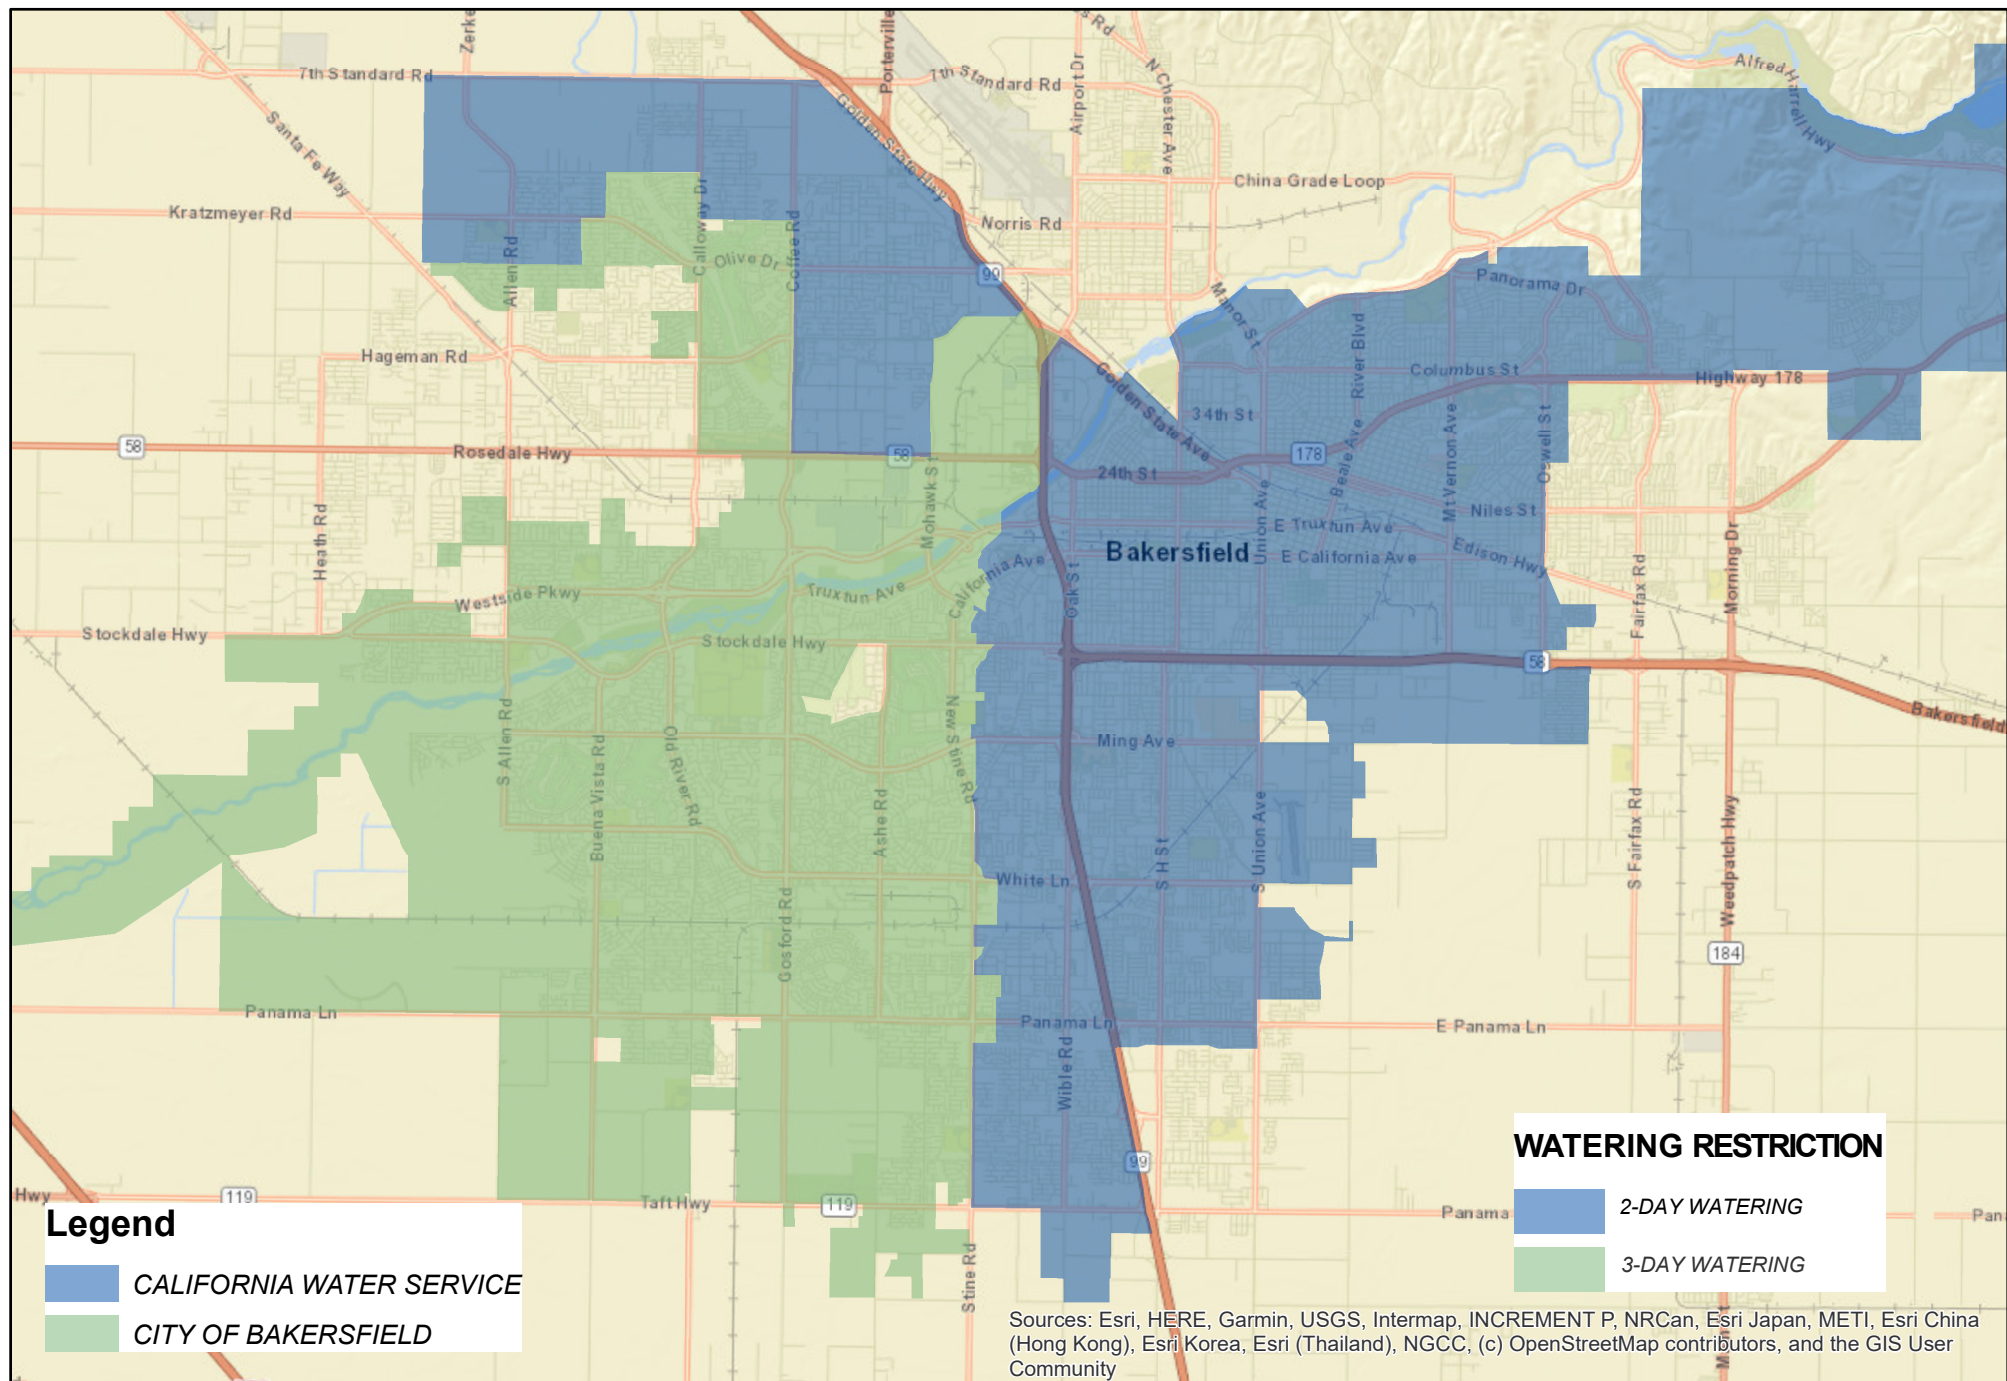 Zerke
Porterville
7th Standard Rd
7th Standard Rd
Airport Dr
s Rd
N Chester Ave
Alfred Harrell Hwy
Golden State Hwy
Santa Fe Way
China Grade Loop
Kratzmeyer Rd
Norris Rd
Allen Rd
Calloway Dr
Coffee Rd
Olive Dr
99
Manor St
Panorama Dr
River Blvd
Hageman Rd
Columbus St
Highway 178
Golden State Ave
34th St
Beale Ave
Mt Vernon Ave
Oswell St
58
Rosedale Hwy
58
178
24th St
Mohawk St
Union Ave
Niles St
Heath Rd
E Truxtun Ave
Bakersfield
E California Ave
Edison Hwy
California Ave
Oak St
Fairfax Rd
Morning Dr
Westside Pkwy
Truxtun Ave
Stockdale Hwy
Stockdale Hwy
58
S Allen Rd
Buena Vista Rd
Old River Rd
New Stine Rd
Ming Ave
Bakersfield
Ashe Rd
S H St
S Union Ave
S Fairfax Rd
Weedpatch Hwy
White Ln
Gosford Rd
184
Panama Ln
Panama Ln
E Panama Ln
Wible Rd
99
Hwy
119
Taft Hwy
119
Panama
Pan
Stine Rd
WATERING RESTRICTION
2-DAY WATERING
3-DAY WATERING
Legend
CALIFORNIA WATER SERVICE
CITY OF BAKERSFIELD
Sources: Esri, HERE, Garmin, USGS, Intermap, INCREMENT P, NRCan, Esri Japan, METI, Esri China
(Hong Kong), Esri Korea, Esri (Thailand), NGCC, (c) OpenStreetMap contributors, and the GIS User
Community